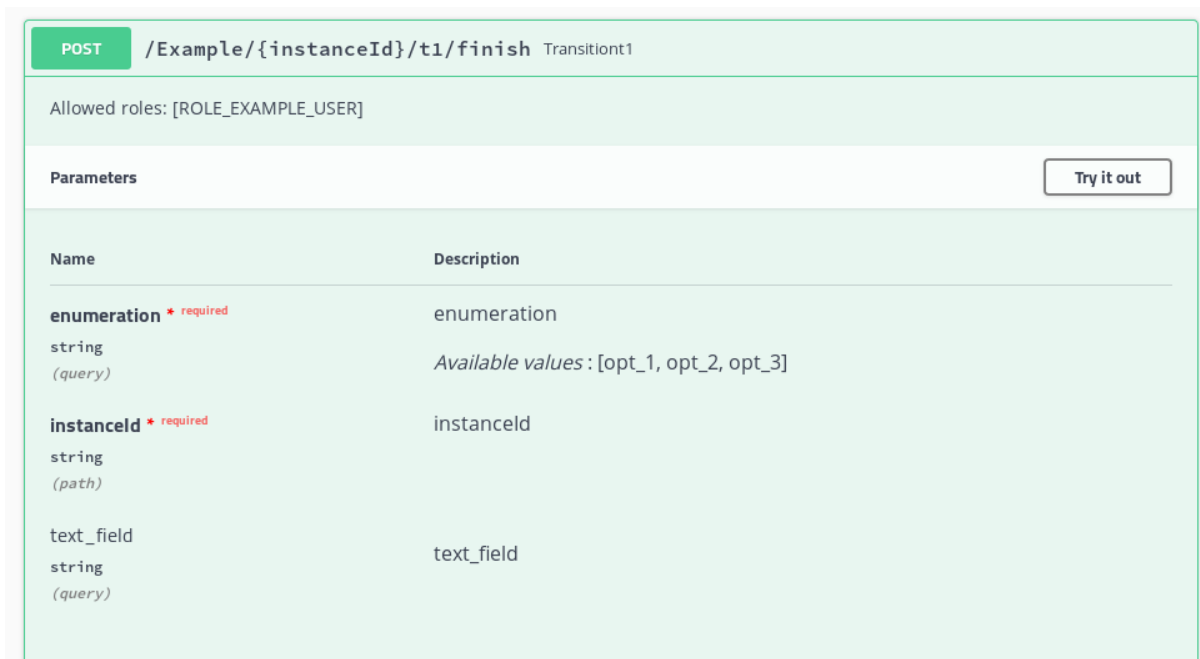 POST /Example/{instanceId}/t1/finish Transitiont1
Allowed roles: [ROLE_EXAMPLE_USER]
Parameters Try it out
Name Description
enumeration * required enumeration
string
Available values : [opt_1, opt_2, opt_3]
(query)
instanceId * required instanceId
string
(path)
text_field
text_field
string
(query)